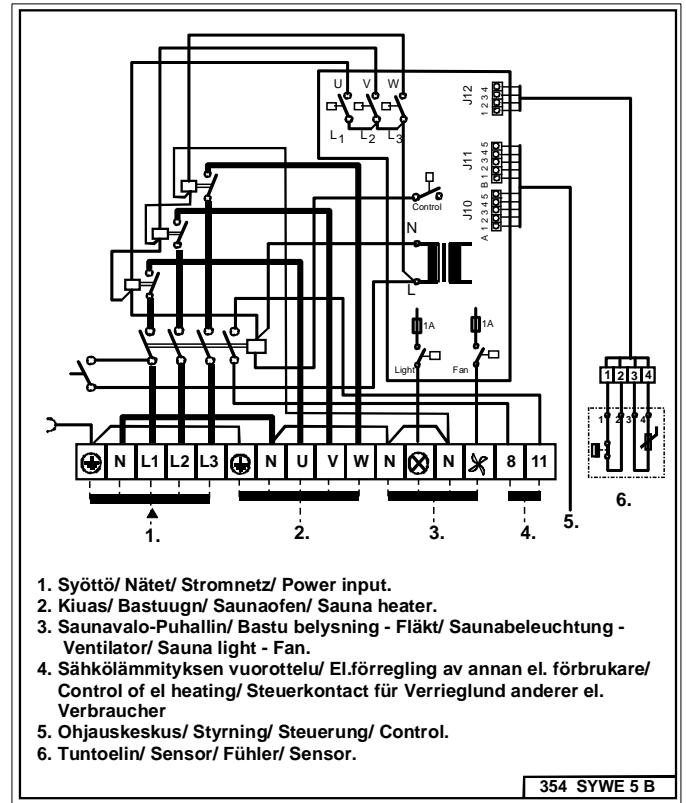 U V W
L1 L2 L3
J12
1 2 3 4
J11
B 1 2 3 4 5
J10
A 1 2 3 4 5
Control
N
L
1A 1A
Light Fan
1 2 3 4
1 2 3 4
N L1 L2 L3 N U V W N N 8 11
1. 2. 3. 4. 5. 6.
1. Syöttö/ Nätet/ Stromnetz/ Power input.
2. Kiuas/ Bastuugn/ Saunaofen/ Sauna heater.
3. Saunavalo-Puhallin/ Bastu belysning - Fläkt/ Saunabeleuchtung -
Ventilator/ Sauna light - Fan.
4. Sähkölämmityksen vuorottelu/ El.förregling av annan el. förbrukare/
Control of el heating/ Steuerkontact für Verrieglund anderer el.
Verbraucher
5. Ohjauskeskus/ Styrning/ Steuerung/ Control.
6. Tuntoelin/ Sensor/ Fühler/ Sensor.
354 SYWE 5 B